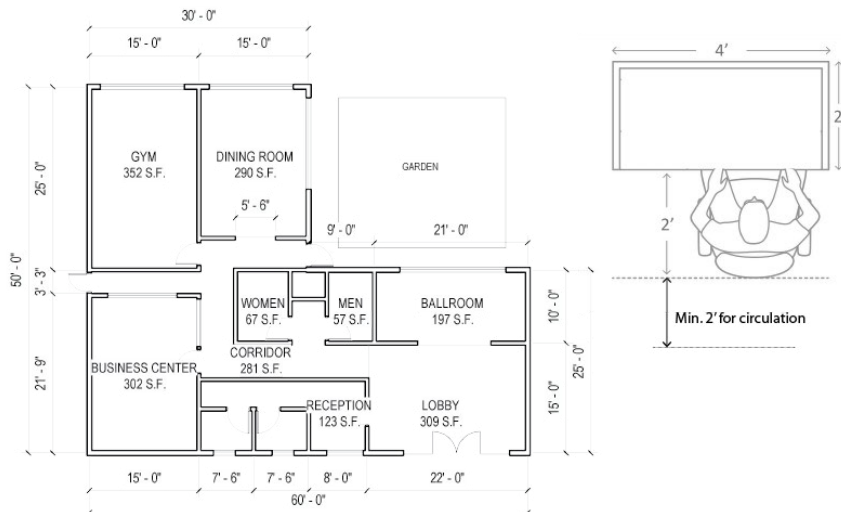 30' - 0"
15' - 0"
15' - 0"
4'
2
GYM
352 S.F.
DINING ROOM
290 S.F.
GARDEN
25' - 0"
5' - 6"
9' - 0"
21' - 0"
2'
50' - 0"
3' - 3"
WOMEN
67 S.F.
MEN
57 S.F.
BALLROOM
197 S.F.
10' - 0"
Min. 2' for circulation
BUSINESS CENTER
302 S.F.
CORRIDOR
281 S.F.
25' - 0"
21' - 9"
RECEPTION
123 S.F.
LOBBY
309 S.F.
15' - 0"
15' - 0"
7' - 6"
7' - 6"
8' - 0"
22' - 0"
60' - 0"